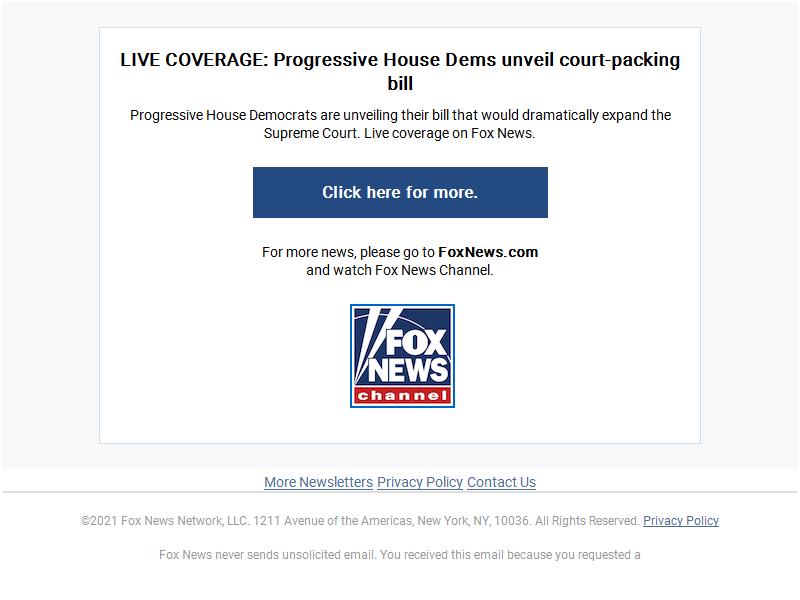 LIVE COVERAGE: Progressive House Dems unveil court-packing
bill
Progressive House Democrats are unveiling their bill that would dramatically expand the
Supreme Court. Live coverage on Fox News.
Click here for more.
For more news, please go to FoxNews.com
and watch Fox News Channel.
FOX
NEWS
channel
More Newsletters Privacy Policy Contact Us
©2021 Fox News Network, LLC. 1211 Avenue of the Americas, New York, NY, 10036. All Rights Reserved. Privacy Policy
Fox News never sends unsolicited email. You received this email because you requested a